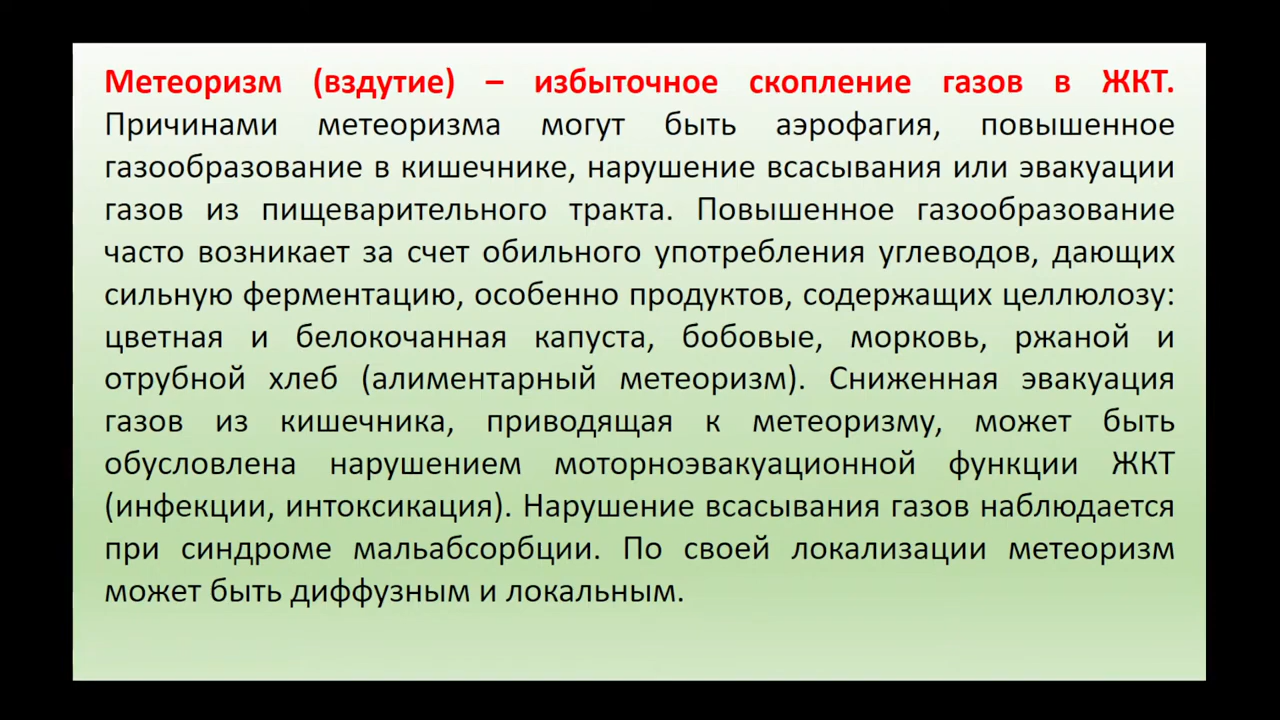 Метеоризм (вздутие) – избыточное скопление газов в ЖКТ.
Причинами метеоризма могут быть аэрофагия, повышенное
газообразование в кишечнике, нарушение всасывания или эвакуации
газов из пищеварительного тракта. Повышенное газообразование
часто возникает за счет обильного употребления углеводов, дающих
сильную ферментацию, особенно продуктов, содержащих целлюлозу:
цветная и белокочанная капуста, бобовые, морковь, ржаной и
отрубной хлеб (алиментарный метеоризм). Сниженная эвакуация
газов из кишечника, приводящая к метеоризму, может быть
обусловлена нарушением моторноэвакуационной функции ЖКТ
(инфекции, интоксикация). Нарушение всасывания газов наблюдается
при синдроме мальабсорбции. По своей локализации метеоризм
может быть диффузным и локальным.